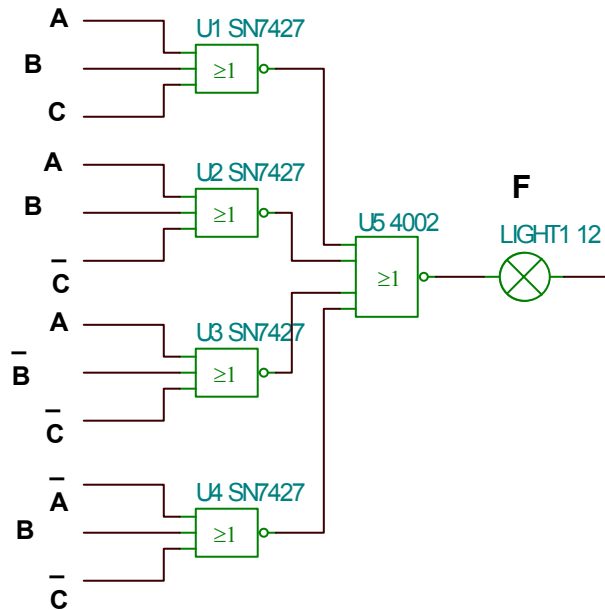 A
U1 SN7427
B
≥1
C
A
U2 SN7427
B
≥1
C̅
F
U5 4002
LIGHT1 12
≥1
A
U3 SN7427
B̅
≥1
C̅
A̅
U4 SN7427
B
≥1
C̅